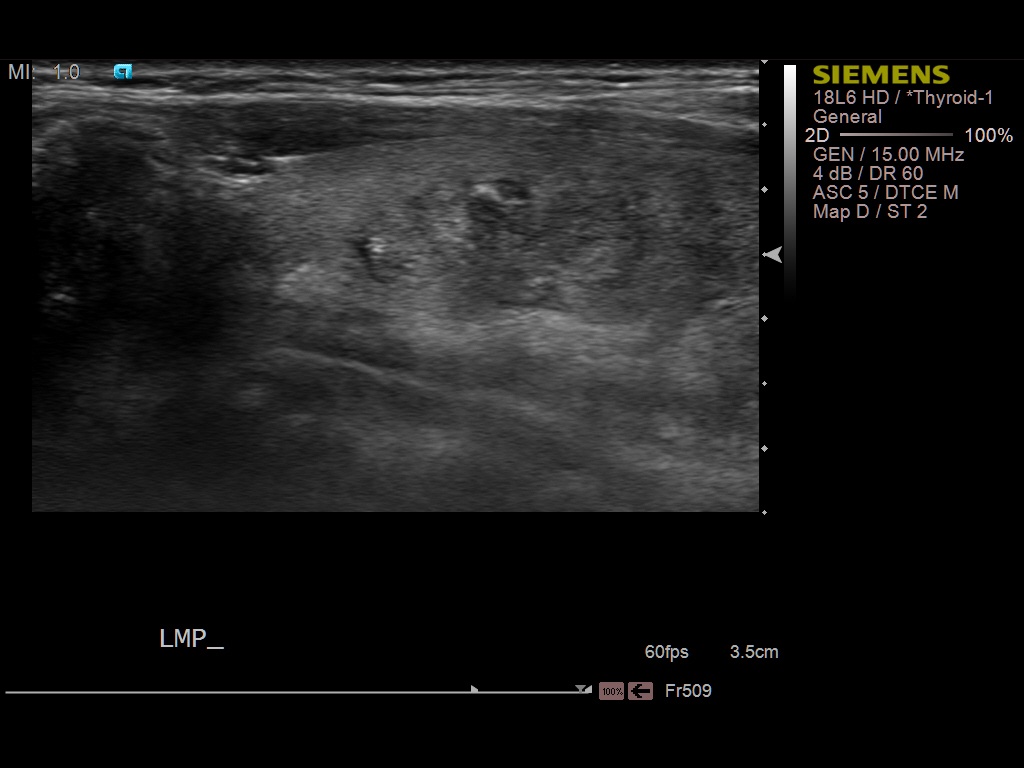 MI: 1.0
SIEMENS
18L6 HD / *Thyroid-1
General
2D 100%
GEN / 15.00 MHz
4 dB / DR 60
ASC 5 / DTCE M
Map D / ST 2
LMP_
60fps 3.5cm
100% Fr509